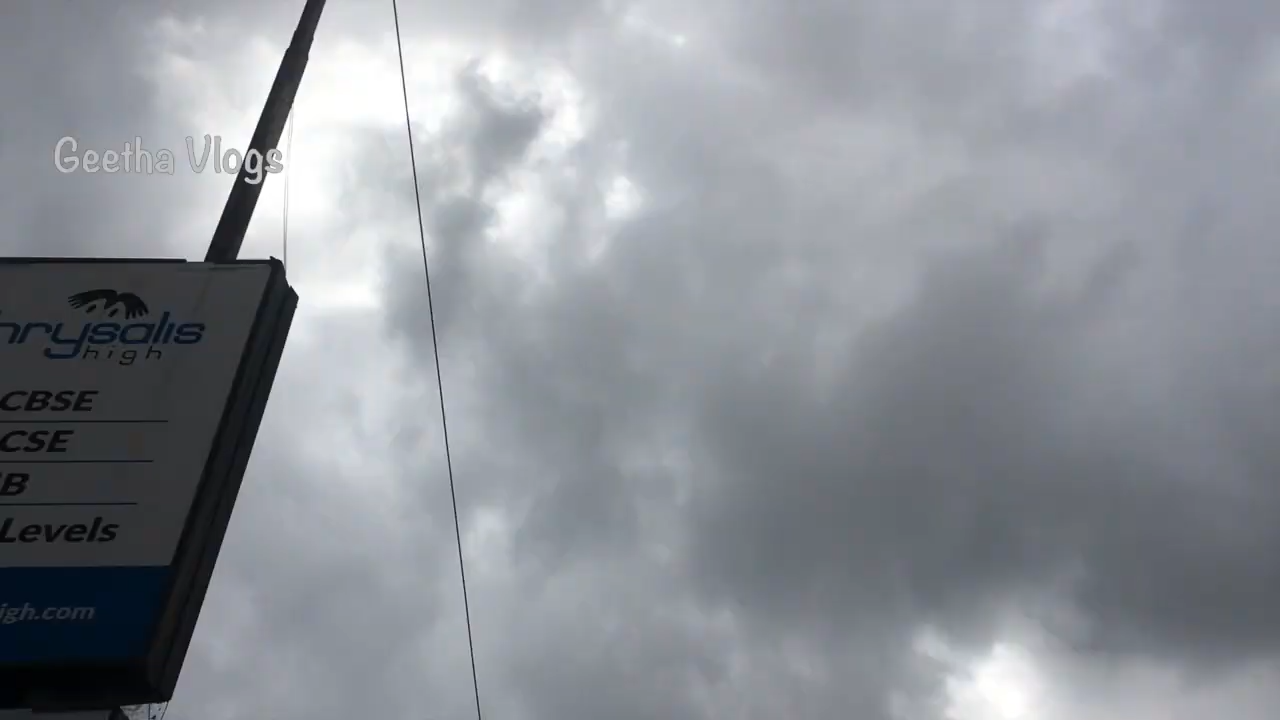 Geetha Vlogs
hrysalis
high
CBSE
CSE
B
Levels
igh.com